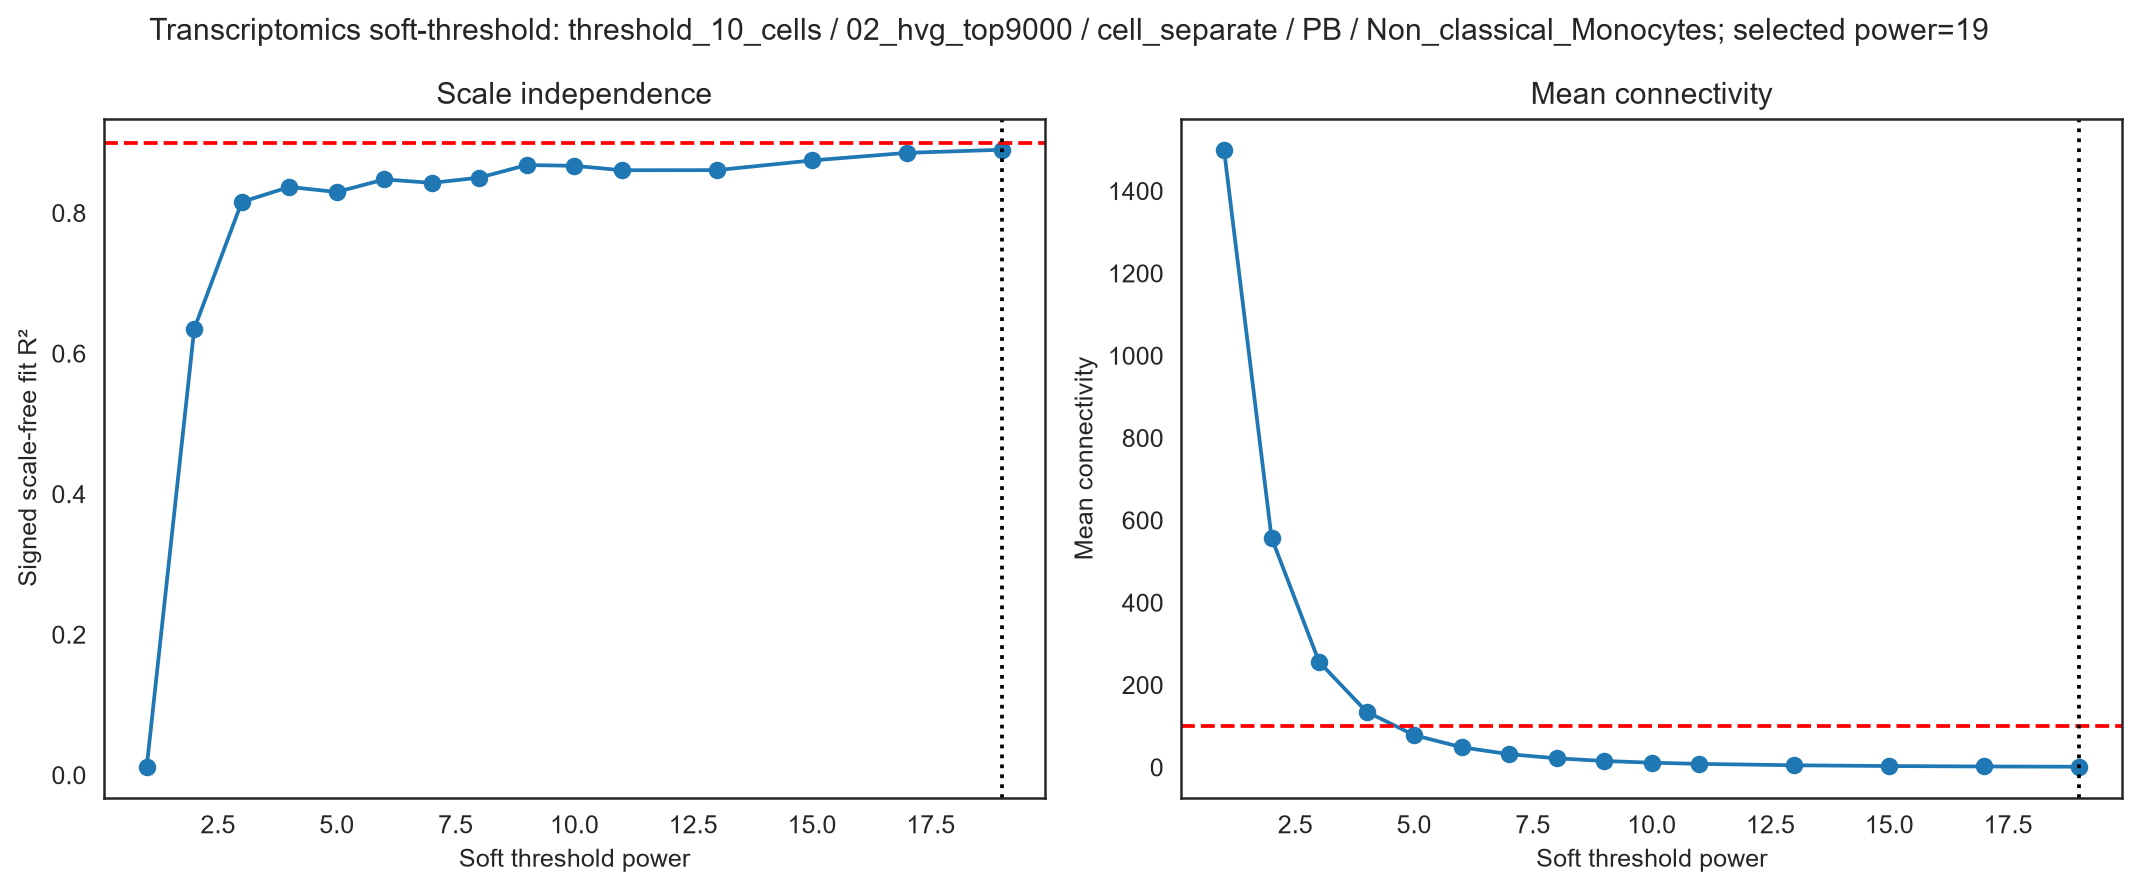 Transcriptomics soft-threshold: threshold_10_cells / 02_hvg_top9000 / cell_separate / PB / Non_classical_Monocytes; selected power=19
Scale independence
Signed scale-free fit R²
0.8
0.6
0.4
0.2
0.0
2.5 5.0 7.5 10.0 12.5 15.0 17.5
Soft threshold power
Mean connectivity
Mean connectivity
1400
1200
1000
800
600
400
200
0
2.5 5.0 7.5 10.0 12.5 15.0 17.5
Soft threshold power